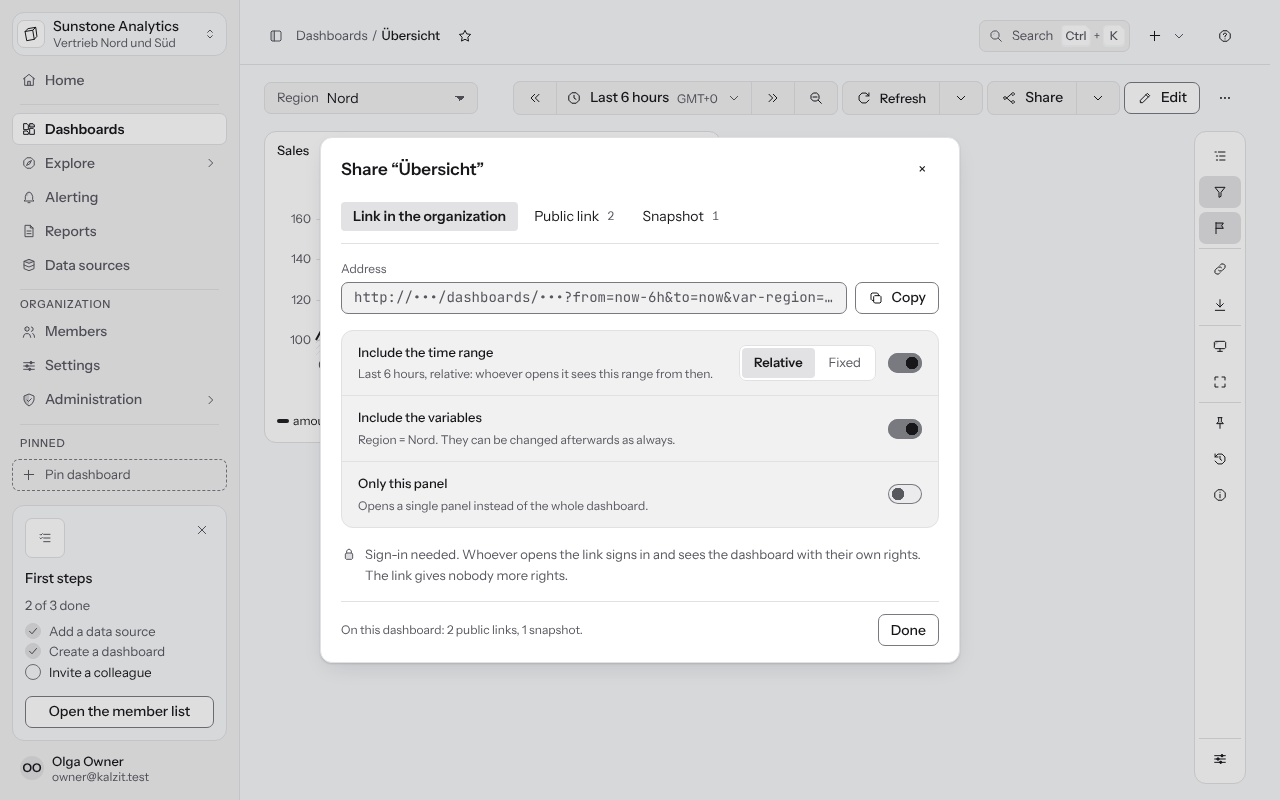 Sunstone Analytics
Vertrieb Nord und Süd
Home
Dashboards
Explore
Alerting
Reports
Data sources
ORGANIZATION
Members
Settings
Administration
PINNED
Pin dashboard
First steps
2 of 3 done
Add a data source
Create a dashboard
Invite a colleague
Open the member list
OO
Olga Owner
owner@kalzit.test
Dashboards / Übersicht
Search Ctrl + K
Region Nord
Last 6 hours GMT+0
Refresh
Share
Edit
Sales
160
140
120
100
Share “Übersicht”
Link in the organization
Public link 2
Snapshot 1
Address
http://•••/dashboards/•••?from=now-6h&to=now&var-region=…
Copy
Include the time range
Last 6 hours, relative: whoever opens it sees this range from then.
Relative
Fixed
Include the variables
Region = Nord. They can be changed afterwards as always.
Only this panel
Opens a single panel instead of the whole dashboard.
Sign-in needed. Whoever opens the link signs in and sees the dashboard with their own rights.
The link gives nobody more rights.
On this dashboard: 2 public links, 1 snapshot.
Done